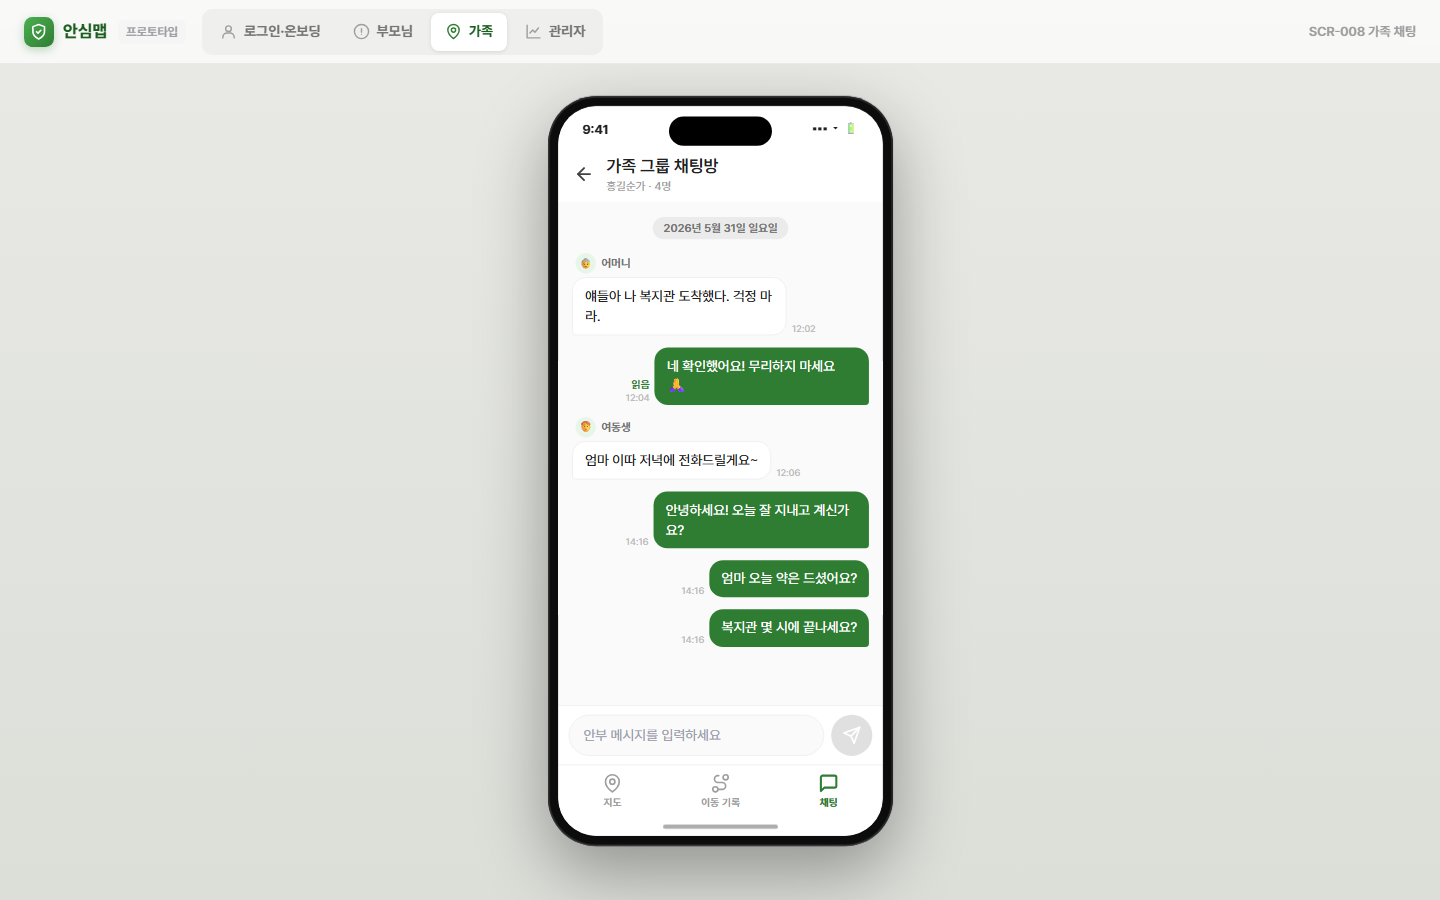 안심맵 프로토타입 로그인·온보딩 부모님 가족 관리자 SCR-008 가족 채팅
9:41
가족 그룹 채팅방
홍길순가 · 4명
2026년 5월 31일 일요일
어머니
얘들아 나 복지관 도착했다. 걱정 마
라.
12:02
네 확인했어요! 무리하지 마세요
🙏
읽음
12:04
여동생
엄마 이따 저녁에 전화드릴게요~
12:06
안녕하세요! 오늘 잘 지내고 계신가
요?
14:16
엄마 오늘 약은 드셨어요?
14:16
복지관 몇 시에 끝나세요?
14:16
안부 메시지를 입력하세요
지도 이동 기록 채팅